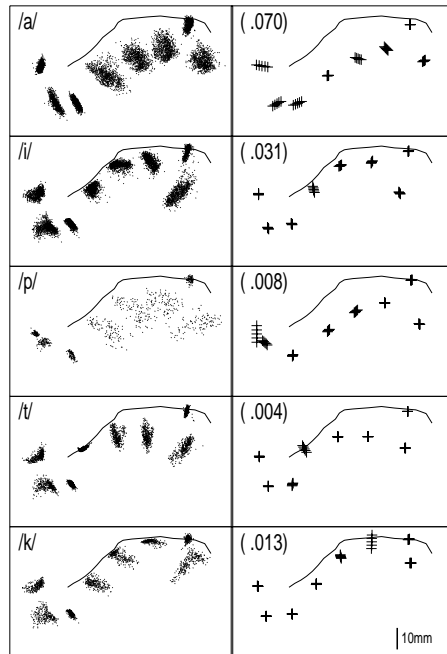 /a/ ( .070)
/i/ ( .031)
/p/ ( .008)
/t/ ( .004)
/k/ ( .013)
10mm